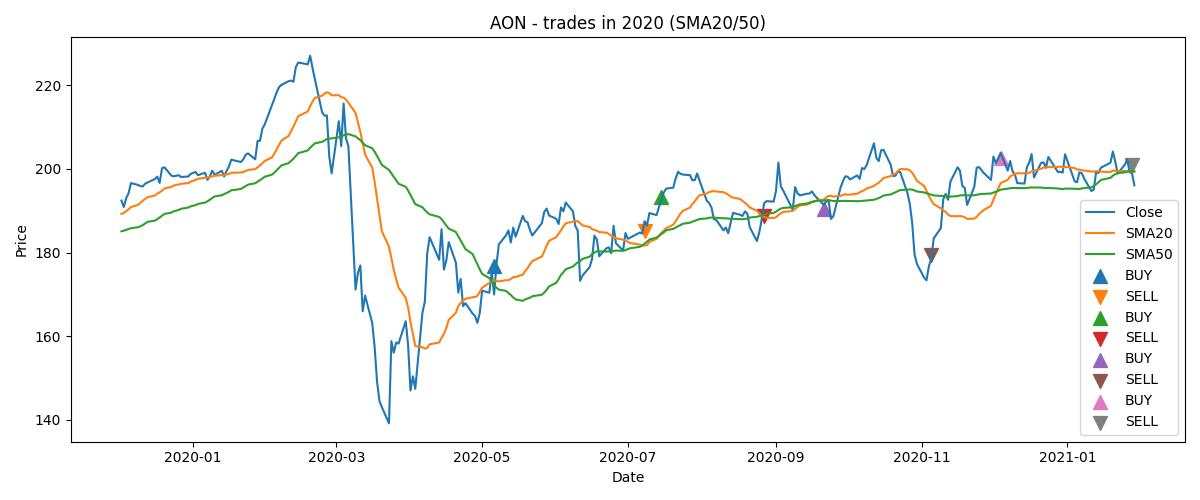 AON - trades in 2020 (SMA20/50)
Price
220
200
180
160
140
2020-01
2020-03
2020-05
2020-07
2020-09
2020-11
2021-01
Date
Close
SMA20
SMA50
BUY
SELL
BUY
SELL
BUY
SELL
BUY
SELL